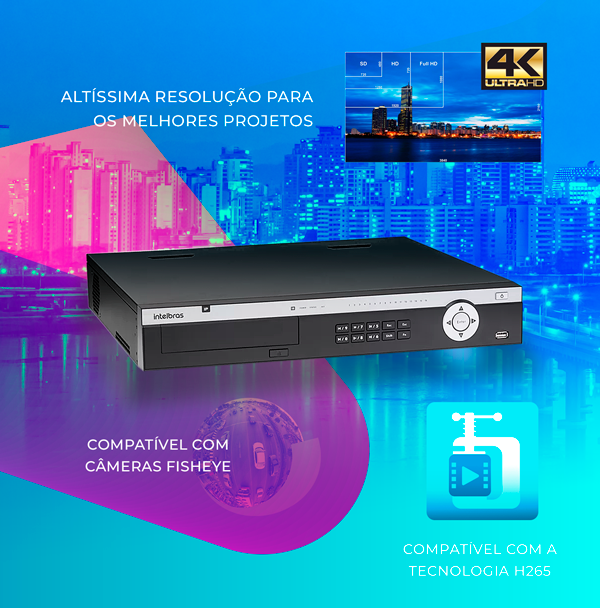 4K
ULTRA HD
SD
HD
Full HD
ALTÍSSIMA RESOLUÇÃO PARA
OS MELHORES PROJETOS
intelbras
COMPATÍVEL COM
CÂMERAS FISHEYE
COMPATÍVEL COM A
TECNOLOGIA H265